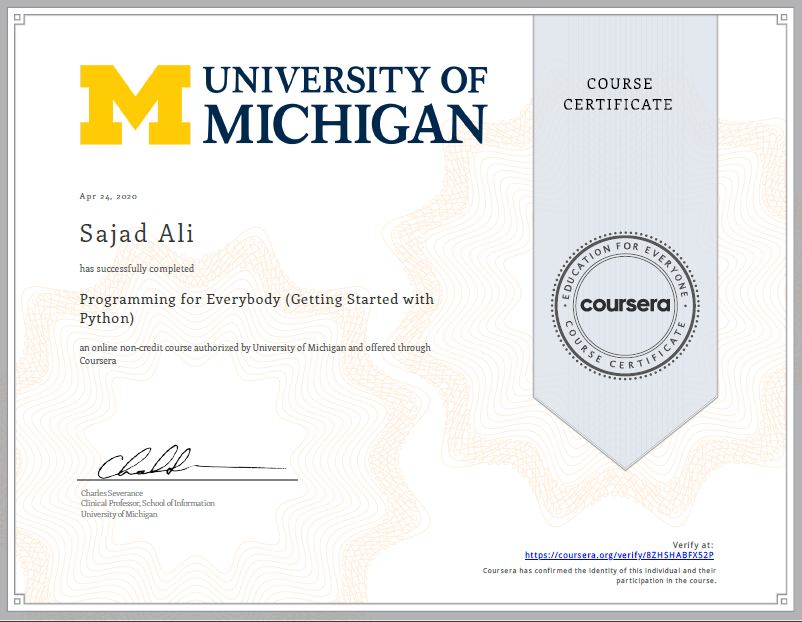 UNIVERSITY OF
MICHIGAN
COURSE
CERTIFICATE
Apr 24, 2020
Sajad Ali
has successfully completed
Programming for Everybody (Getting Started with
Python)
an online non-credit course authorized by University of Michigan and offered through
Coursera
EDUCATION FOR EVERYONE
coursera
COURSE CERTIFICATE
Charles Severance
Clinical Professor, School of Information
University of Michigan
Verify at:
https://coursera.org/verify/8ZHSHABFX52P
Coursera has confirmed the identity of this individual and their
participation in the course.